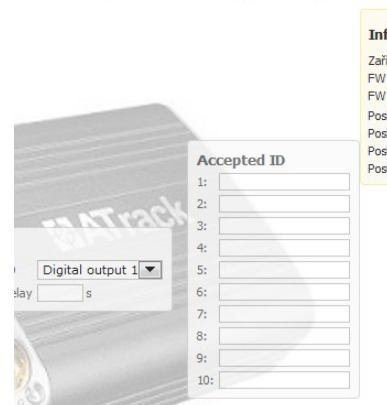 Inf
Zaři
FW
FW
Pos
Pos
Pos
Pos
Accepted ID
1:
2:
3:
4:
5:
6:
7:
8:
9:
10:
ATrack
Digital output 1
elay s